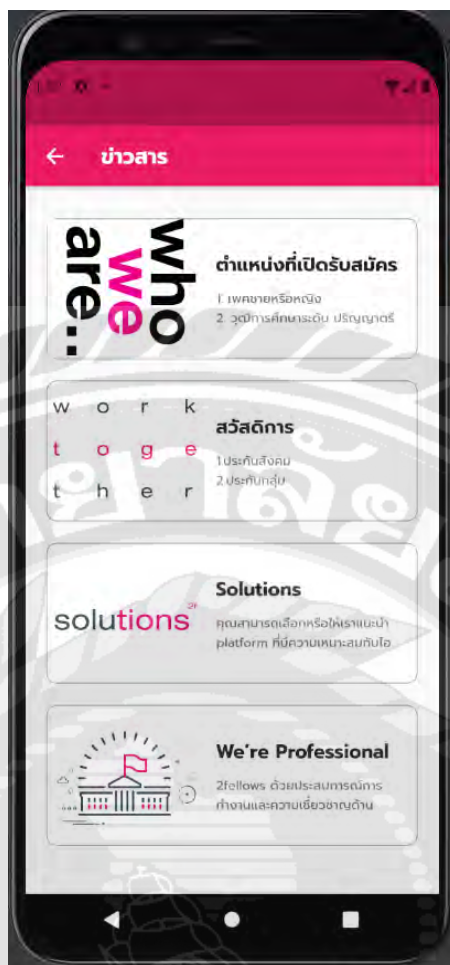 ข่าวสาร
who
we
are..
ตำแหน่งที่เปิดรับสมัคร
1. เพศชายหรือหญิง
2. วุฒิการศึกษาระดับ ปริญญาตรี
w o r k
t o g e
t h e r
สวัสดิการ
1.ประกันสังคม
2.ประกันกลุ่ม
solutions
Solutions
คุณสามารถเลือกหรือให้เราแนะนำ
platform ที่มีความเหมาะสมกับไอ
We're Professional
2fellows ด้วยประสบการณ์การ
ทำงานและความเชี่ยวชาญด้าน